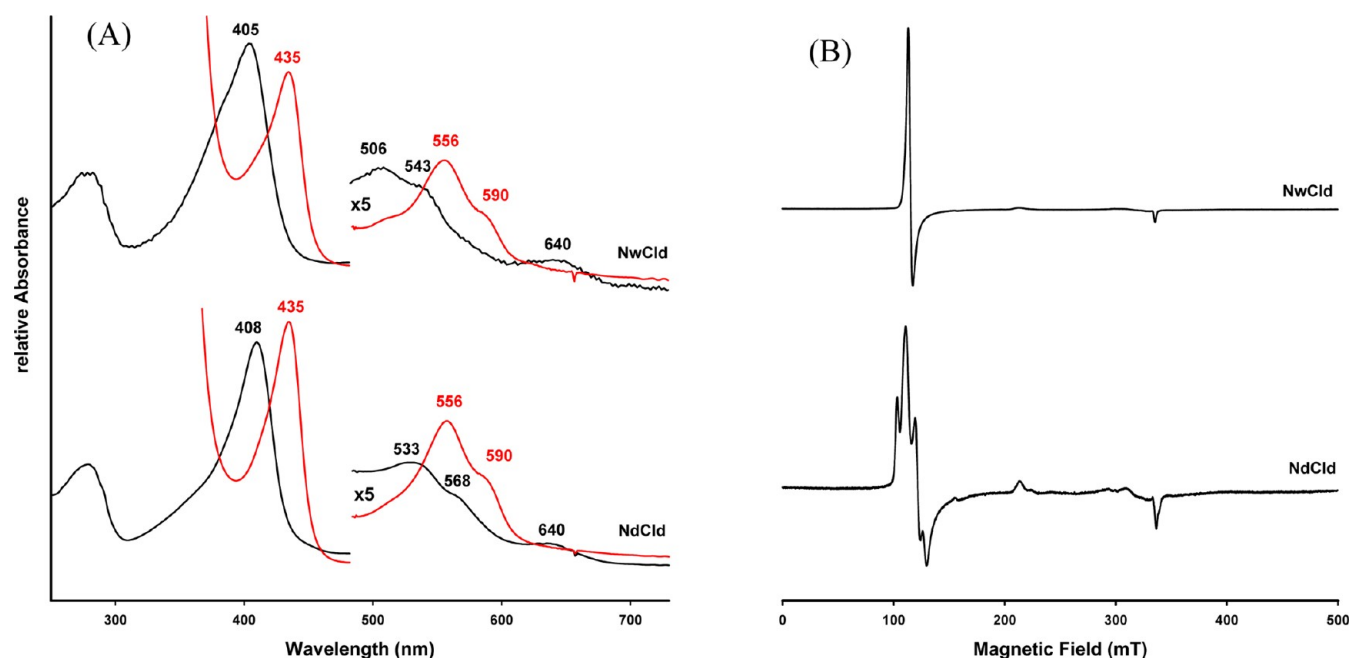 (A)
405
435
506
543
556
590
x5
640
NwCld
408
435
556
533
568
590
x5
640
NdCld
relative Absorbance
300
400
500
600
700
Wavelength (nm)
(B)
NwCld
NdCld
0
100
200
300
400
500
Magnetic Field (mT)